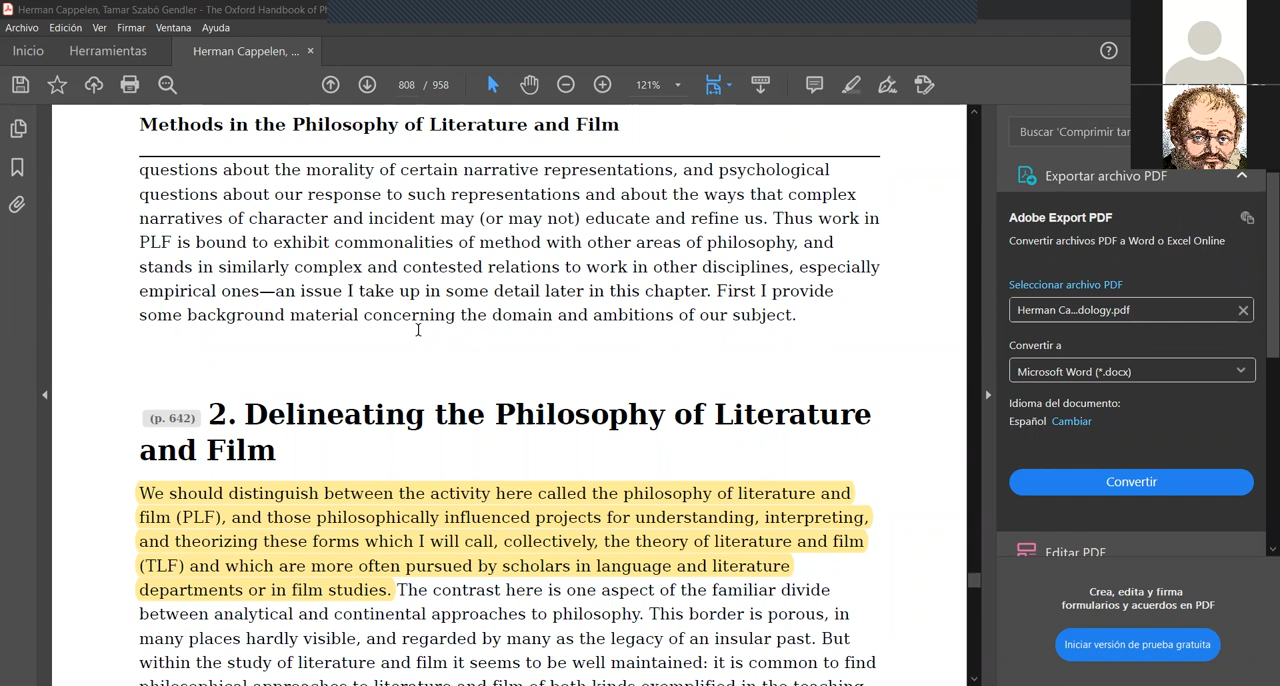 Herman Cappelen, Tamar Szabó Gendler - The Oxford Handbook of Ph
Archivo Edición Ver Firmar Ventana Ayuda
Inicio Herramientas Herman Cappelen, ... ×
808 / 958 121%
Methods in the Philosophy of Literature and Film
questions about the morality of certain narrative representations, and psychological
questions about our response to such representations and about the ways that complex
narratives of character and incident may (or may not) educate and refine us. Thus work in
PLF is bound to exhibit commonalities of method with other areas of philosophy, and
stands in similarly complex and contested relations to work in other disciplines, especially
empirical ones—an issue I take up in some detail later in this chapter. First I provide
some background material concerning the domain and ambitions of our subject.
(p. 642) 2. Delineating the Philosophy of Literature
and Film
We should distinguish between the activity here called the philosophy of literature and
film (PLF), and those philosophically influenced projects for understanding, interpreting,
and theorizing these forms which I will call, collectively, the theory of literature and film
(TLF) and which are more often pursued by scholars in language and literature
departments or in film studies. The contrast here is one aspect of the familiar divide
between analytical and continental approaches to philosophy. This border is porous, in
many places hardly visible, and regarded by many as the legacy of an insular past. But
within the study of literature and film it seems to be well maintained: it is common to find
philosophical approaches to literature and film of both kinds exemplified in the teaching
Buscar 'Comprimir tar
Exportar archivo PDF
Adobe Export PDF
Convertir archivos PDF a Word o Excel Online
Seleccionar archivo PDF
Herman Ca...dology.pdf
Convertir a
Microsoft Word (*.docx)
Idioma del documento:
Español Cambiar
Convertir
Editar PDF
Crea, edita y firma
formularios y acuerdos en PDF
Iniciar versión de prueba gratuita